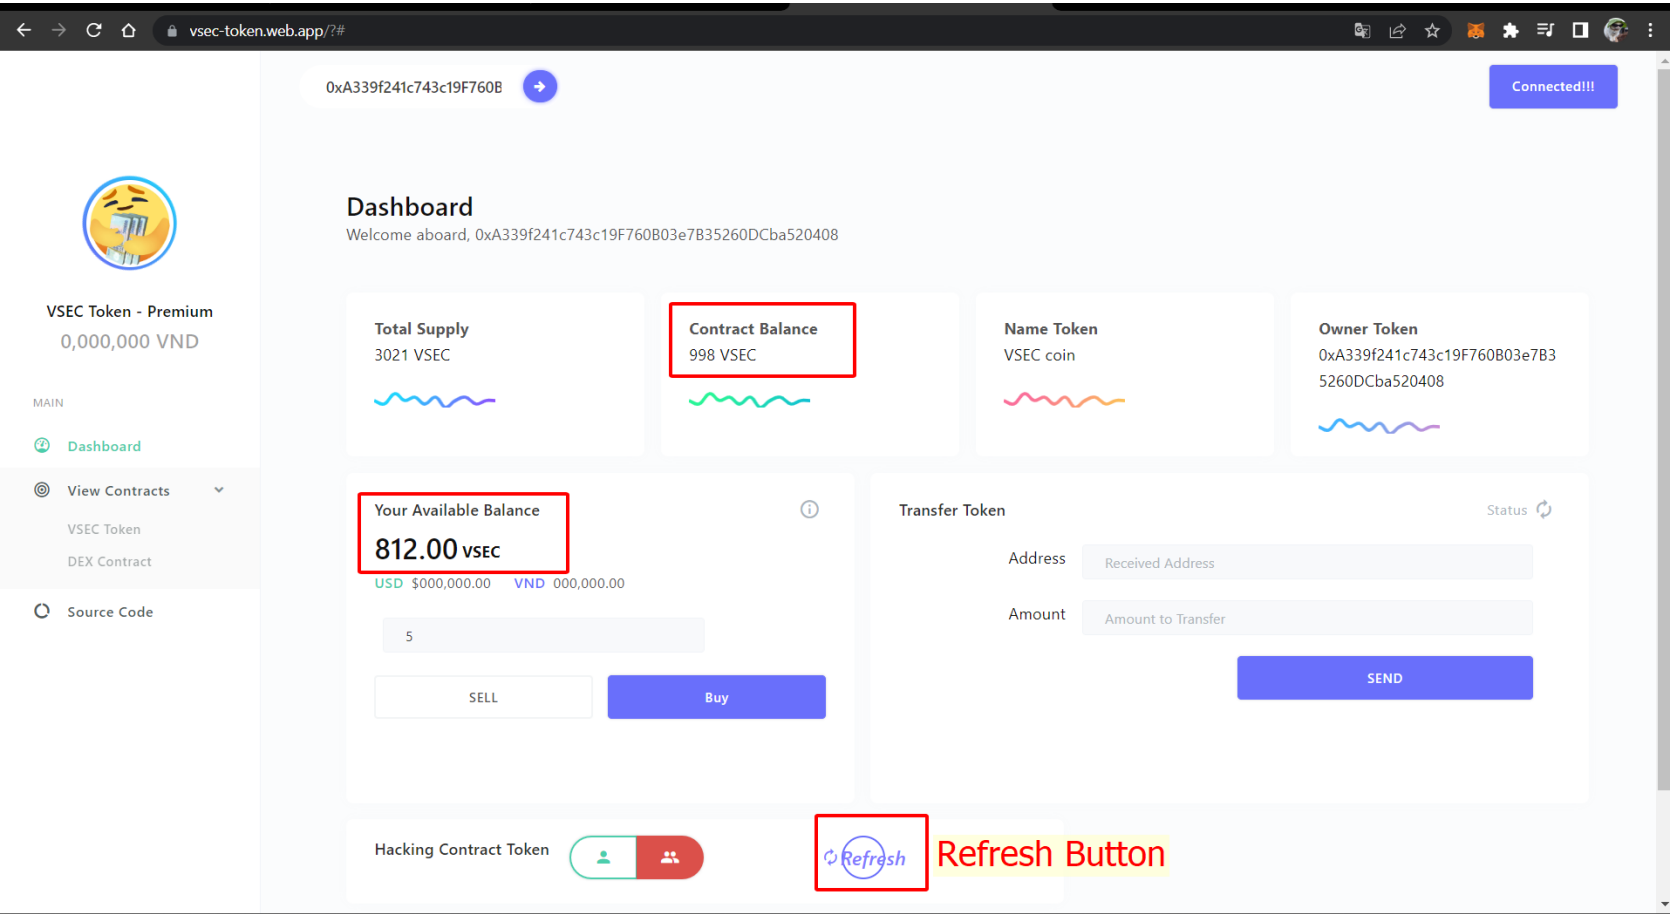 vsec-token.web.app/?#
0xA339f241c743c19F760B
Connected!!!
Dashboard
Welcome aboard, 0xA339f241c743c19F760B03e7B35260DCba520408
VSEC Token - Premium
0,000,000 VND
MAIN
Dashboard
View Contracts
VSEC Token
DEX Contract
Source Code
Total Supply
3021 VSEC
Contract Balance
998 VSEC
Name Token
VSEC coin
Owner Token
0xA339f241c743c19F760B03e7B3
5260DCba520408
Your Available Balance
812.00 VSEC
USD $000,000.00 VND 000,000.00
5
SELL
Buy
Transfer Token
Status
Address
Received Address
Amount
Amount to Transfer
SEND
Hacking Contract Token
Refresh
Refresh Button